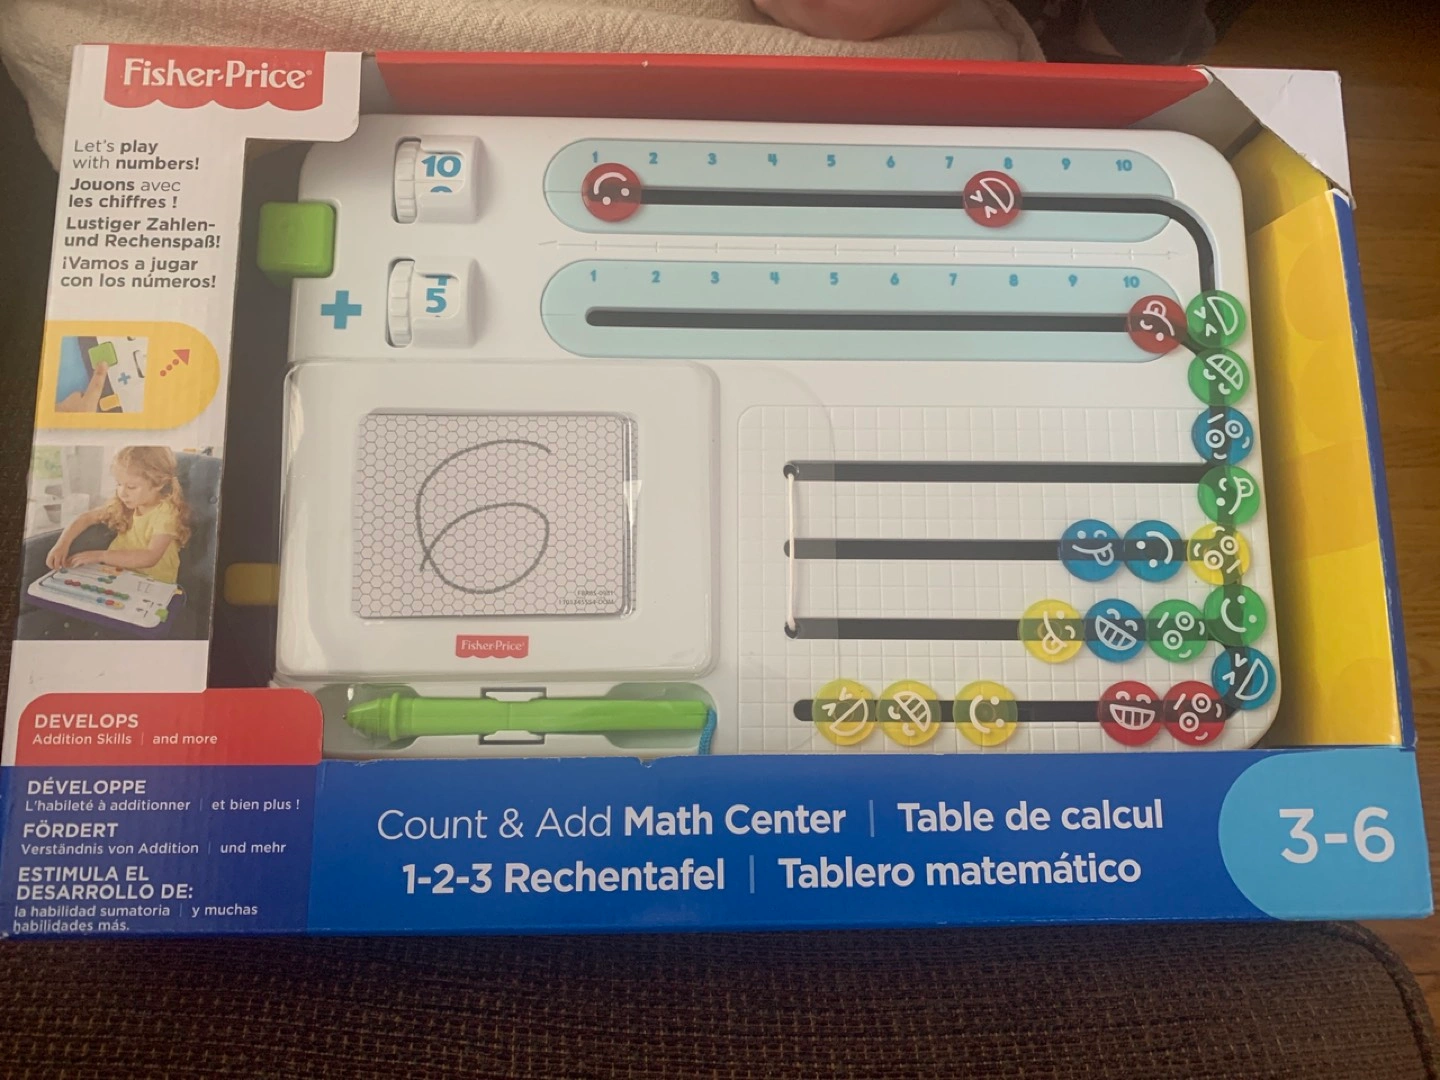 Fisher-Price®
Let's play
with numbers!
Jouons avec
les chiffres !
Lustiger Zahlen-
und Rechenspaß!
¡Vamos a jugar
con los números!
10
1 2 3 4 5 6 7 8 9 10
+
5
1 2 3 4 5 6 7 8 9 10
6
Fisher-Price®
DEVELOPS
Addition Skills | and more
DÉVELOPPE
L'habileté à additionner | et bien plus !
FÖRDERT
Verständnis von Addition | und mehr
ESTIMULA EL
DESARROLLO DE:
la habilidad sumatoria | y muchas
habilidades más.
Count & Add Math Center | Table de calcul
1-2-3 Rechentafel | Tablero matemático
3-6